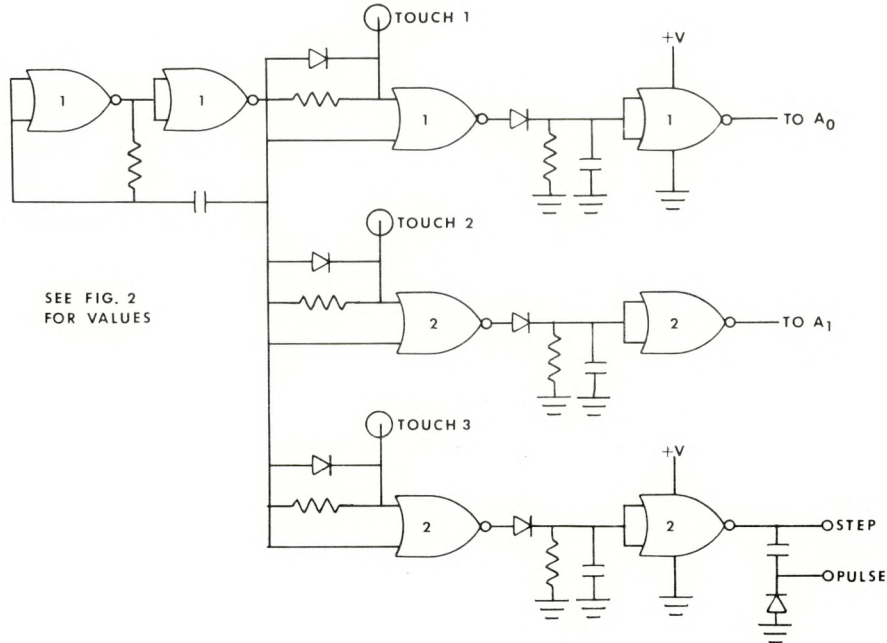 TOUCH 1
+V
1
1
1
1
TO A0
TOUCH 2
SEE FIG. 2
FOR VALUES
2
2
TO A1
TOUCH 3
+V
2
2
STEP
PULSE